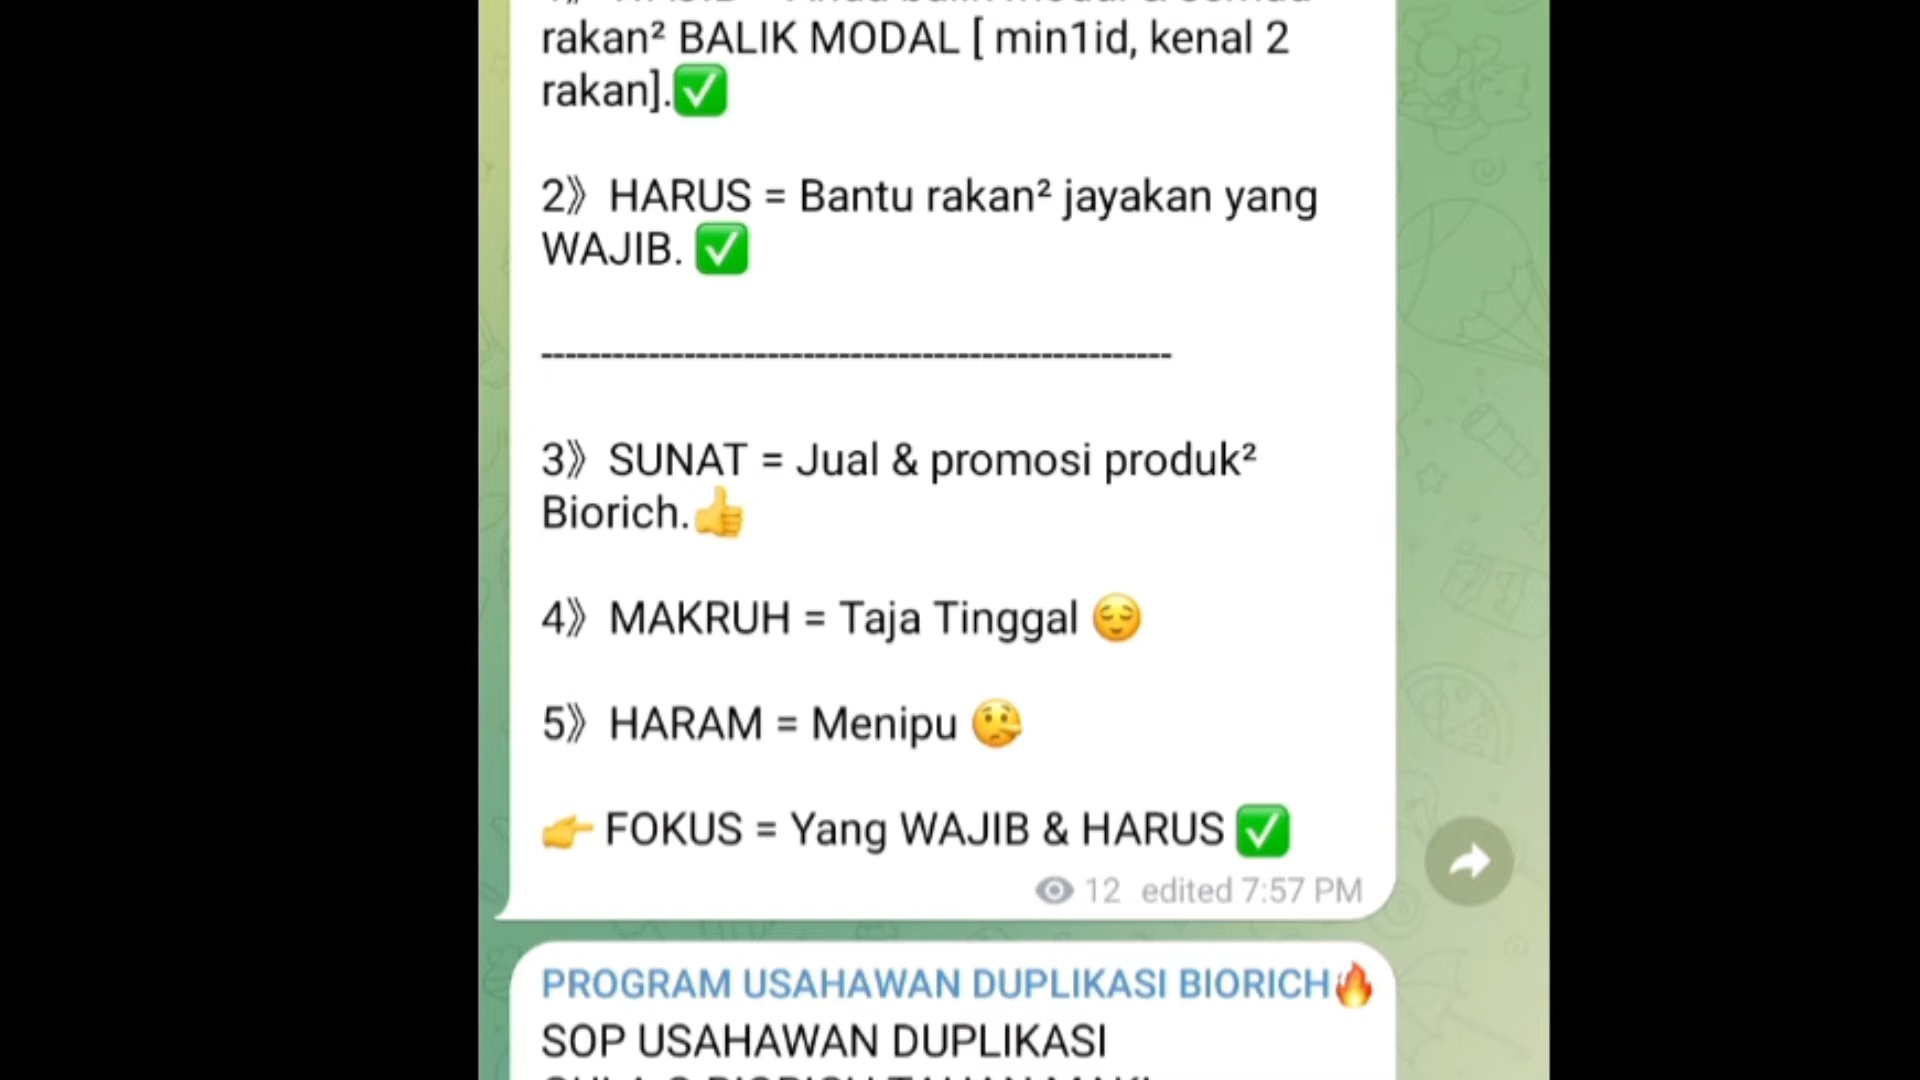 rakan² BALIK MODAL [ min1id, kenal 2
rakan].✅
2》 HARUS = Bantu rakan² jayakan yang
WAJIB. ✅
-----------------------------------------------------
3》 SUNAT = Jual & promosi produk²
Biorich.👍
4》 MAKRUH = Taja Tinggal 😌
5》 HARAM = Menipu 🤥
👉 FOKUS = Yang WAJIB & HARUS ✅
12 edited 7:57 PM
PROGRAM USAHAWAN DUPLIKASI BIORICH🔥
SOP USAHAWAN DUPLIKASI